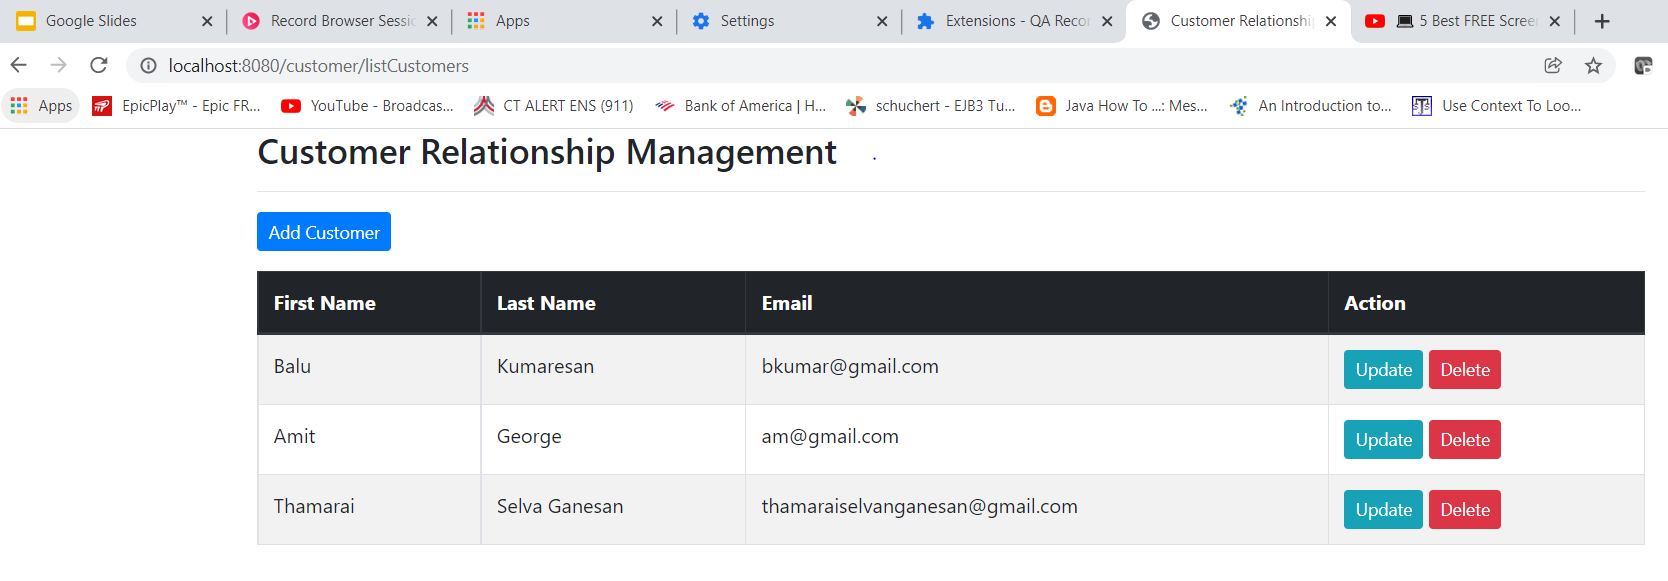 Google Slides Record Browser Sessi Apps Settings Extensions - QA Recor Customer Relationshi 5 Best FREE Scree
localhost:8080/customer/listCustomers
Apps EpicPlay™ - Epic FR... YouTube - Broadcas... CT ALERT ENS (911) Bank of America | H... schuchert - EJB3 Tu... Java How To ...: Mes... An Introduction to... Use Context To Loo...
Customer Relationship Management
Add Customer
First Name Last Name Email Action
Balu Kumaresan bkumar@gmail.com Update Delete
Amit George am@gmail.com Update Delete
Thamarai Selva Ganesan thamaraiselvanganesan@gmail.com Update Delete